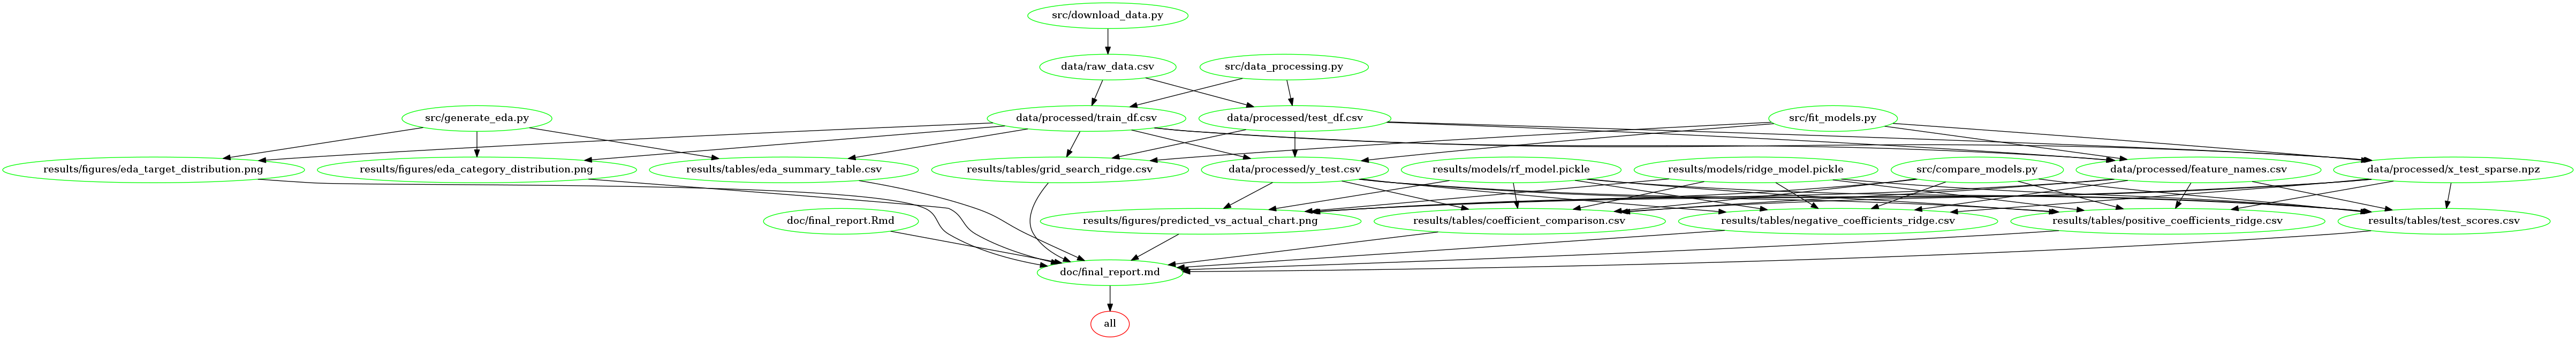 src/download_data.py
data/raw_data.csv
src/data_processing.py
src/generate_eda.py
data/processed/train_df.csv
data/processed/test_df.csv
src/fit_models.py
results/figures/eda_target_distribution.png
results/figures/eda_category_distribution.png
results/tables/eda_summary_table.csv
results/tables/grid_search_ridge.csv
data/processed/y_test.csv
results/models/rf_model.pickle
results/models/ridge_model.pickle
src/compare_models.py
data/processed/feature_names.csv
data/processed/x_test_sparse.npz
doc/final_report.Rmd
results/figures/predicted_vs_actual_chart.png
results/tables/coefficient_comparison.csv
results/tables/negative_coefficients_ridge.csv
results/tables/positive_coefficients_ridge.csv
results/tables/test_scores.csv
doc/final_report.md
all